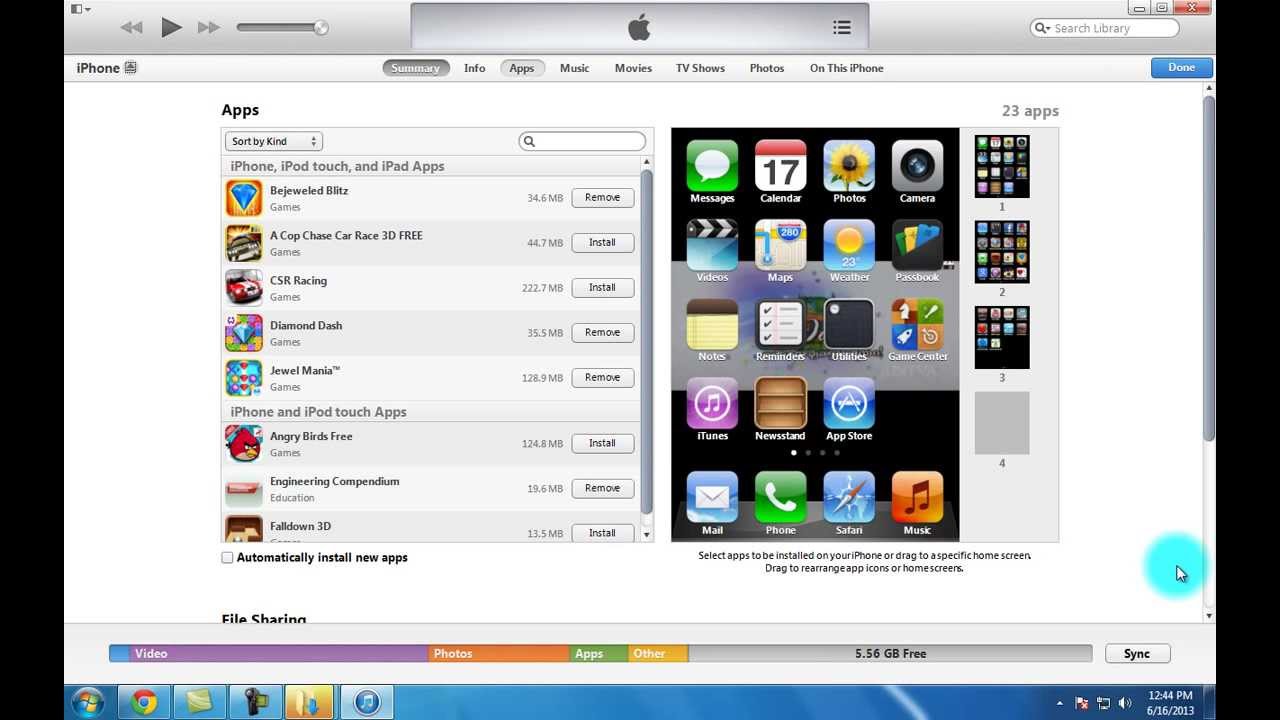 Search Library
iPhone
Summary Info Apps Music Movies TV Shows Photos On This iPhone Done
Apps
23 apps
Sort by Kind
iPhone, iPod touch, and iPad Apps
Bejeweled Blitz
Games
34.6 MB Remove
A Cop Chase Car Race 3D FREE
Games
44.7 MB Install
CSR Racing
Games
222.7 MB Install
Diamond Dash
Games
35.5 MB Remove
Jewel Mania™
Games
128.9 MB Remove
iPhone and iPod touch Apps
Angry Birds Free
Games
124.8 MB Install
Engineering Compendium
Education
19.6 MB Remove
Falldown 3D
13.5 MB Install
Automatically install new apps
17
Messages Calendar Photos Camera
280
23°
Videos Maps Weather Passbook
Notes Reminders Utilities Game Center
iTunes Newsstand App Store
Mail Phone Safari Music
1
2
3
4
Select apps to be installed on your iPhone or drag to a specific home screen.
Drag to rearrange app icons or home screens.
File Sharing
Video Photos Apps Other 5.56 GB Free Sync
12:44 PM
6/16/2013